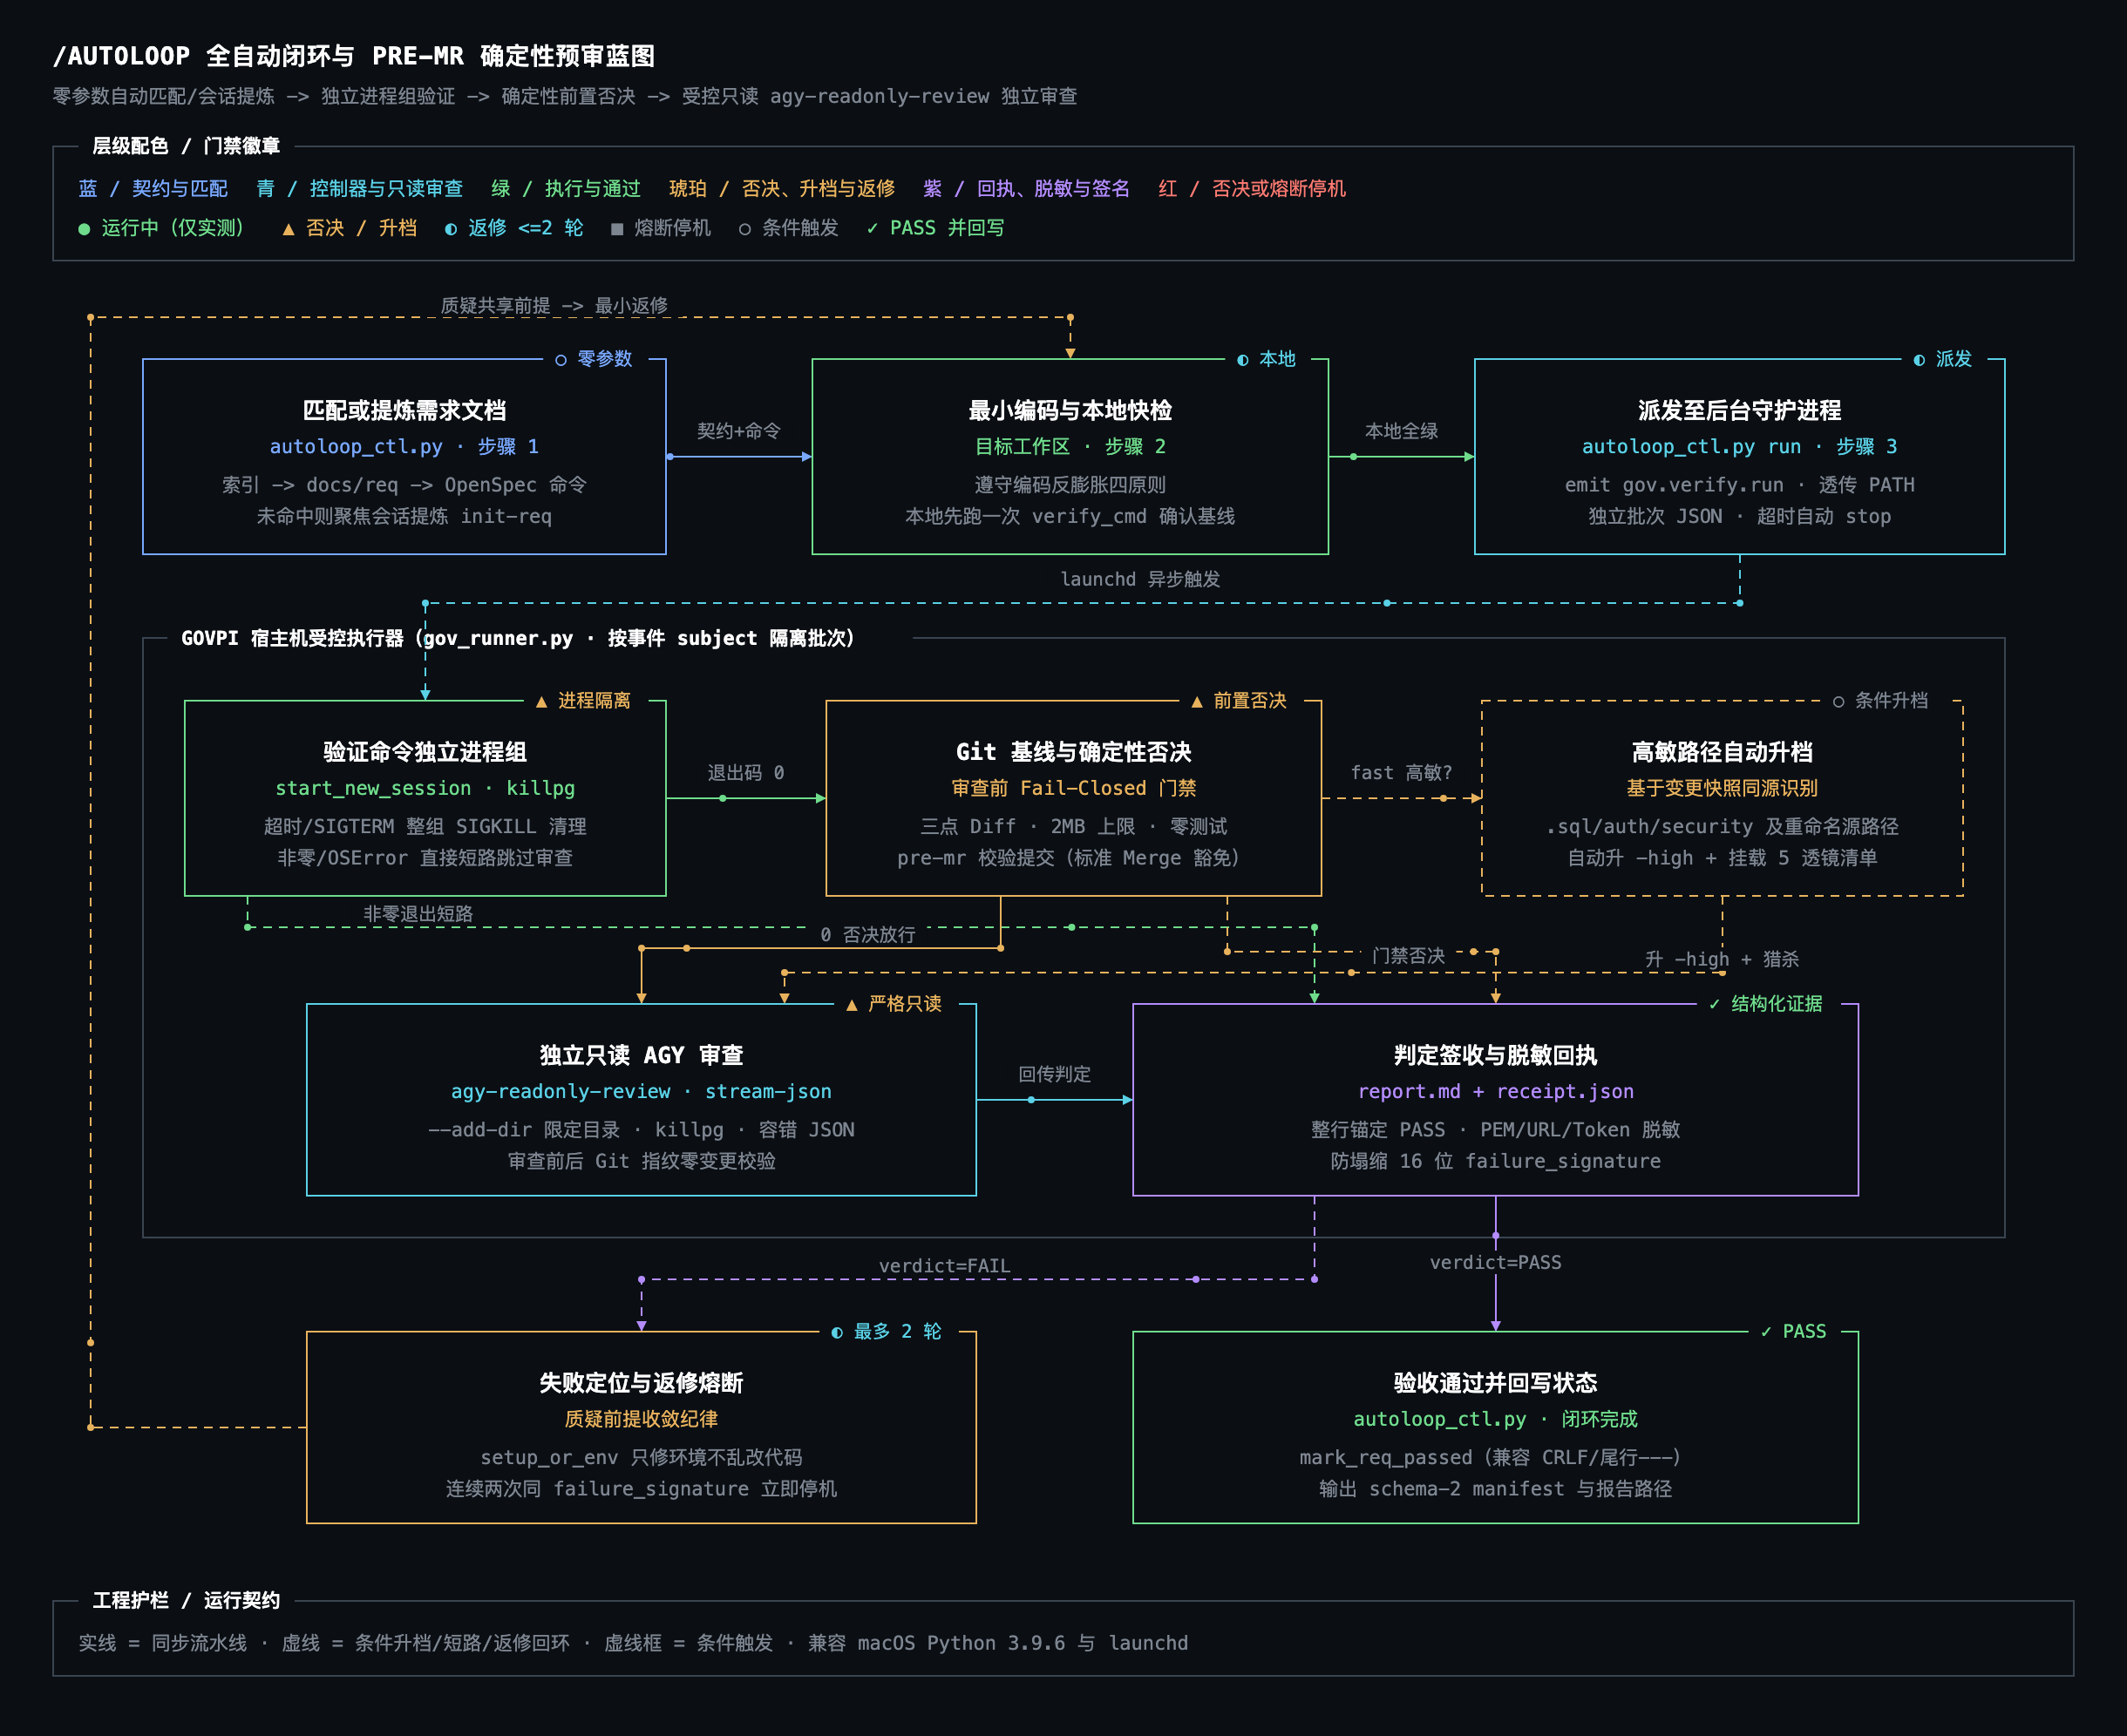 /AUTOLOOP 全自动闭环与 PRE-MR 确定性预审蓝图
零参数自动匹配/会话提炼 -> 独立进程组验证 -> 确定性前置否决 -> 受控只读 agy-readonly-review 独立审查
层级配色 / 门禁徽章
蓝 / 契约与匹配 青 / 控制器与只读审查 绿 / 执行与通过 琥珀 / 否决、升档与返修 紫 / 回执、脱敏与签名 红 / 否决或熔断停机
● 运行中（仅实测） ▲ 否决 / 升档 ◐ 返修 <=2 轮 ■ 熔断停机 ○ 条件触发 ✓ PASS 并回写
质疑共享前提 -> 最小返修
○ 零参数
匹配或提炼需求文档
autoloop_ctl.py · 步骤 1
索引 -> docs/req -> OpenSpec 命令
未命中则聚焦会话提炼 init-req
契约+命令
◐ 本地
最小编码与本地快检
目标工作区 · 步骤 2
遵守编码反膨胀四原则
本地先跑一次 verify_cmd 确认基线
本地全绿
◐ 派发
派发至后台守护进程
autoloop_ctl.py run · 步骤 3
emit gov.verify.run · 透传 PATH
独立批次 JSON · 超时自动 stop
launchd 异步触发
GOVPI 宿主机受控执行器（gov_runner.py · 按事件 subject 隔离批次）
▲ 进程隔离
验证命令独立进程组
start_new_session · killpg
超时/SIGTERM 整组 SIGKILL 清理
非零/OSError 直接短路跳过审查
退出码 0
▲ 前置否决
Git 基线与确定性否决
审查前 Fail-Closed 门禁
三点 Diff · 2MB 上限 · 零测试
pre-mr 校验提交（标准 Merge 豁免）
fast 高敏?
○ 条件升档
高敏路径自动升档
基于变更快照同源识别
.sql/auth/security 及重命名源路径
自动升 -high + 挂载 5 透镜清单
非零退出短路
0 否决放行
门禁否决
升 -high + 猎杀
▲ 严格只读
独立只读 AGY 审查
agy-readonly-review · stream-json
--add-dir 限定目录 · killpg · 容错 JSON
审查前后 Git 指纹零变更校验
回传判定
✓ 结构化证据
判定签收与脱敏回执
report.md + receipt.json
整行锚定 PASS · PEM/URL/Token 脱敏
防塌缩 16 位 failure_signature
verdict=FAIL
verdict=PASS
◐ 最多 2 轮
失败定位与返修熔断
质疑前提收敛纪律
setup_or_env 只修环境不乱改代码
连续两次同 failure_signature 立即停机
✓ PASS
验收通过并回写状态
autoloop_ctl.py · 闭环完成
mark_req_passed（兼容 CRLF/尾行---）
输出 schema-2 manifest 与报告路径
工程护栏 / 运行契约
实线 = 同步流水线 · 虚线 = 条件升档/短路/返修回环 · 虚线框 = 条件触发 · 兼容 macOS Python 3.9.6 与 launchd